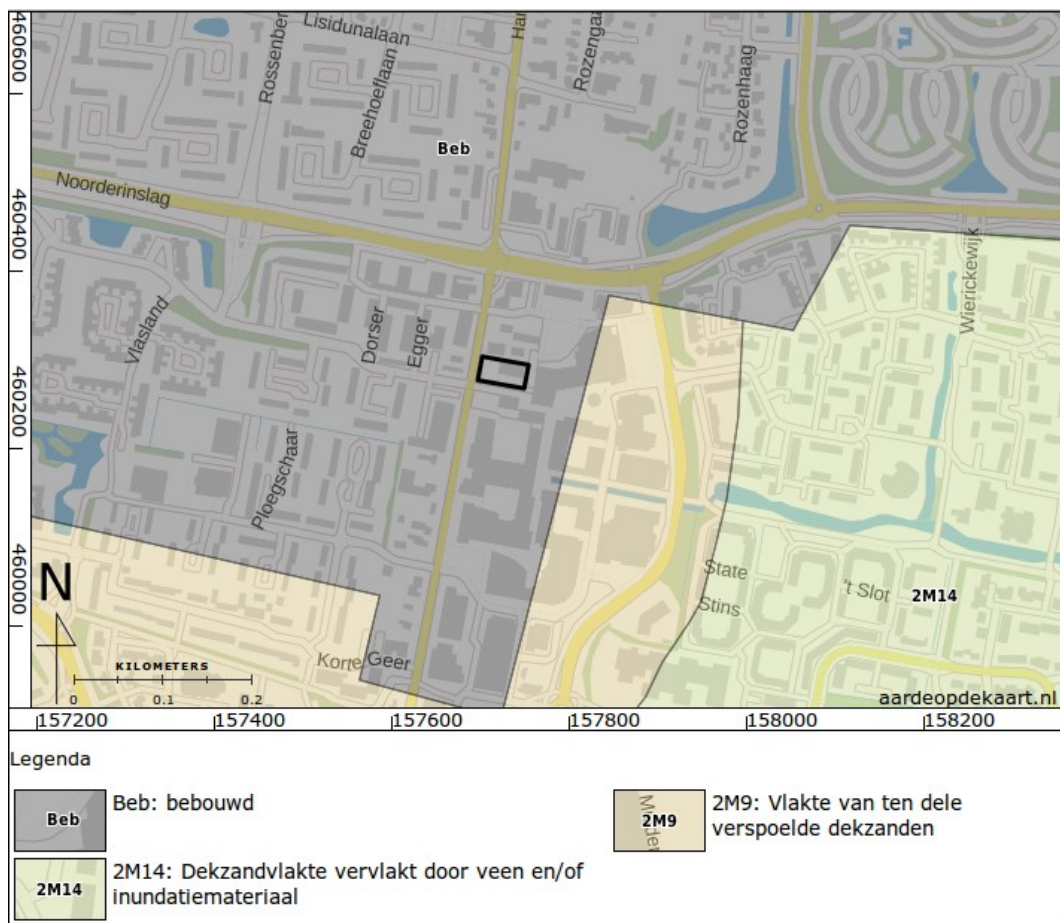 Lisidunalaan
Rossenber
Breehoeflaan
Har
Rozengaa
Rozenhaag
Beb
Noorderinslag
Wierickewijk
Vlasland
Dorser
Egger
Ploegschaar
State
Stins
't Slot
2M14
Korte Geer
460600
460400
460200
460000
N
KILOMETERS
0 0.1 0.2
aardeopdekaart.nl
157200 157400 157600 157800 158000 158200
Legenda
Beb
Beb: bebouwd
2M14
2M14: Dekzandvlakte vervlakt door veen en/of
inundatiemateriaal
2M9
2M9: Vlakte van ten dele
verspoelde dekzanden